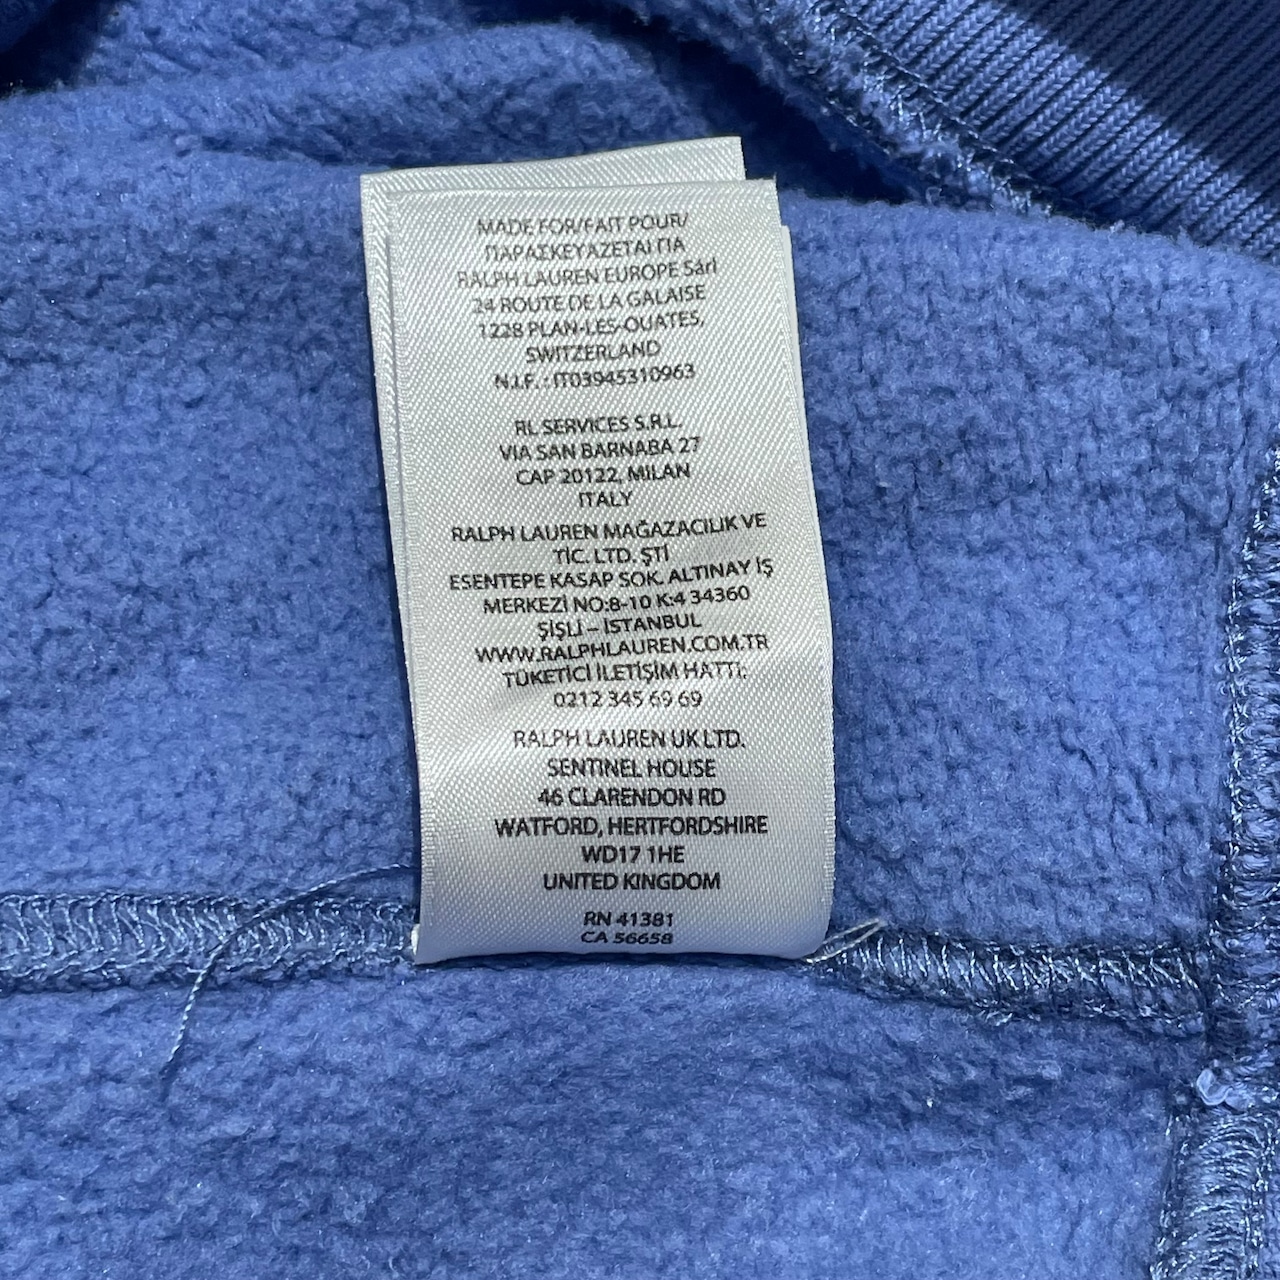 MADE FOR/FAIT POUR/
ΠΑΡΑΣΚΕΥΑΖΕΤΑΙ ΓΙΑ
RALPH LAUREN EUROPE Sárl
24 ROUTE DE LA GALAISE
1228 PLAN-LES-OUATES,
SWITZERLAND
N.I.F. : IT03945310963
RL SERVICES S.R.L.
VIA SAN BARNABA 27
CAP 20122, MILAN
ITALY
RALPH LAUREN MAĞAZACILIK VE
TİC. LTD. ŞTİ
ESENTEPE KASAP SOK. ALTINAY İŞ
MERKEZİ NO:8-10 K:4 34360
ŞİŞLİ – İSTANBUL
WWW.RALPHLAUREN.COM.TR
TÜKETİCİ İLETİŞİM HATTI:
0212 345 69 69
RALPH LAUREN UK LTD.
SENTINEL HOUSE
46 CLARENDON RD
WATFORD, HERTFORDSHIRE
WD17 1HE
UNITED KINGDOM
RN 41381
CA 56658